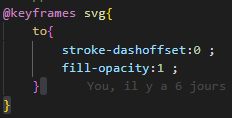 @keyframes svg{
to{
stroke-dashoffset:0 ;
fill-opacity:1 ;
} You, il y a 6 jours
}